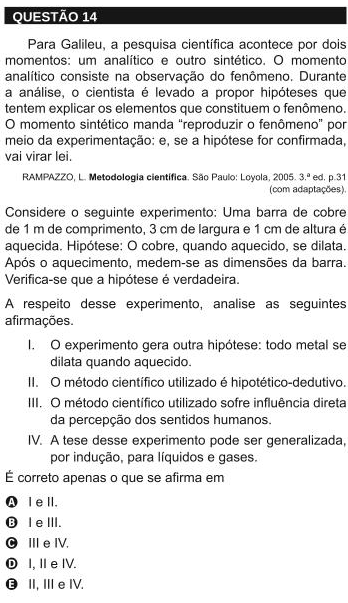 QUESTÃO 14
Para Galileu, a pesquisa científica acontece por dois
momentos: um analítico e outro sintético. O momento
analítico consiste na observação do fenômeno. Durante
a análise, o cientista é levado a propor hipóteses que
tentem explicar os elementos que constituem o fenômeno.
O momento sintético manda “reproduzir o fenômeno” por
meio da experimentação: e, se a hipótese for confirmada,
vai virar lei.
RAMPAZZO, L. Metodologia científica. São Paulo: Loyola, 2005. 3.ª ed. p.31
(com adaptações).
Considere o seguinte experimento: Uma barra de cobre
de 1 m de comprimento, 3 cm de largura e 1 cm de altura é
aquecida. Hipótese: O cobre, quando aquecido, se dilata.
Após o aquecimento, medem-se as dimensões da barra.
Verifica-se que a hipótese é verdadeira.
A respeito desse experimento, analise as seguintes
afirmações.
I. O experimento gera outra hipótese: todo metal se
dilata quando aquecido.
II. O método científico utilizado é hipotético-dedutivo.
III. O método científico utilizado sofre influência direta
da percepção dos sentidos humanos.
IV. A tese desse experimento pode ser generalizada,
por indução, para líquidos e gases.
É correto apenas o que se afirma em
A I e II.
B I e III.
C III e IV.
D I, II e IV.
E II, III e IV.